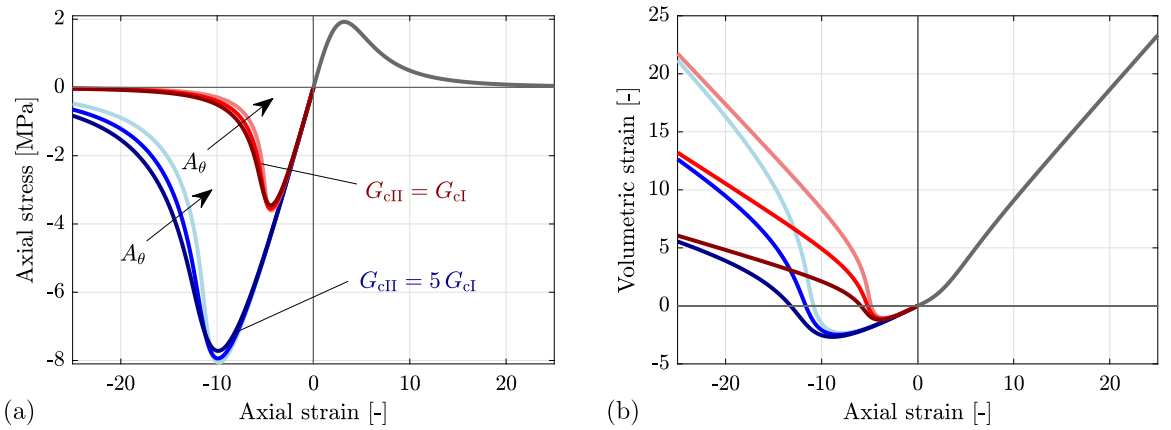 2
0
-2
-4
-6
-8
-20
-10
0
10
20
Axial stress [MPa]
Axial strain [-]
A_θ
A_θ
G_cII = G_cI
G_cII = 5 G_cI
(a)
25
20
15
10
5
0
-5
-20
-10
0
10
20
Volumetric strain [-]
Axial strain [-]
(b)